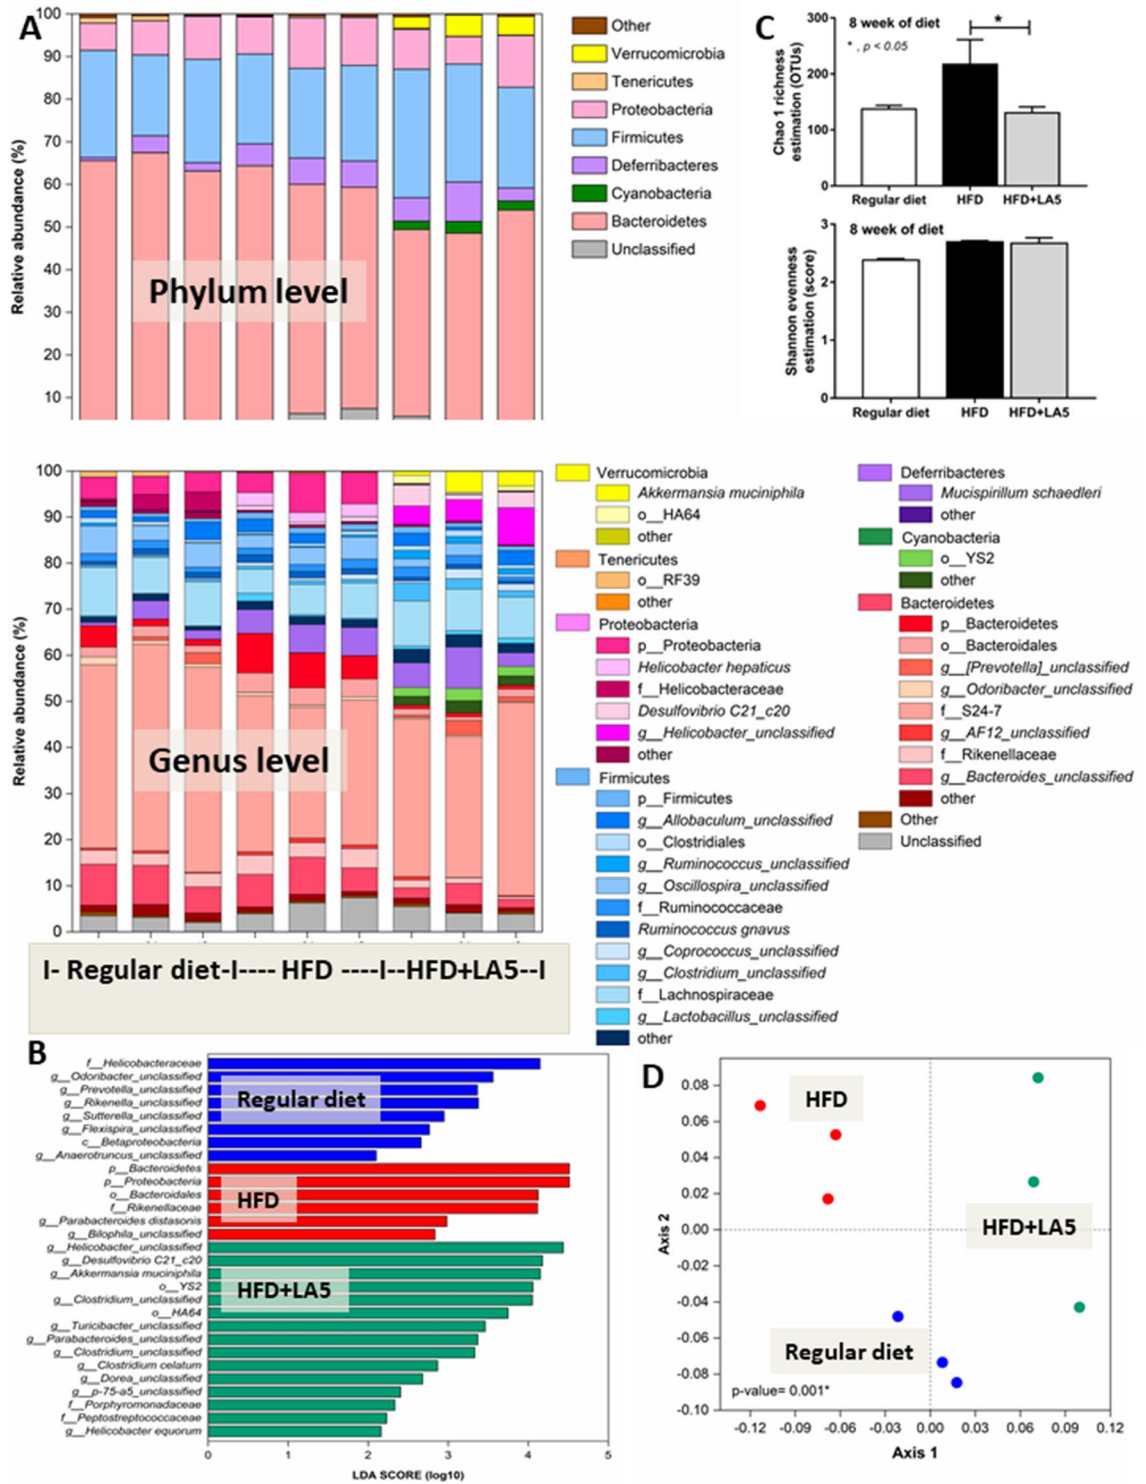 A
Relative abundance (%)
100
90
80
70
60
50
40
30
20
10
Phylum level
Other
Verrucomicrobia
Tenericutes
Proteobacteria
Firmicutes
Deferribacteres
Cyanobacteria
Bacteroidetes
Unclassified
C
Chao 1 richness
estimation (OTUs)
300
200
100
0
8 week of diet
* , p < 0.05
*
Regular diet HFD HFD+LA5
Shannon evenness
estimation (score)
3
2
1
0
8 week of diet
Regular diet HFD HFD+LA5
Relative abundance (%)
100
90
80
70
60
50
40
30
20
10
0
Genus level
I- Regular diet-I---- HFD ----I--HFD+LA5--I
Verrucomicrobia
Akkermansia muciniphila
o__HA64
other
Tenericutes
o__RF39
other
Proteobacteria
p__Proteobacteria
Helicobacter hepaticus
f__Helicobacteraceae
Desulfovibrio C21_c20
g__Helicobacter_unclassified
other
Firmicutes
p__Firmicutes
g__Allobaculum_unclassified
o__Clostridiales
g__Ruminococcus_unclassified
g__Oscillospira_unclassified
f__Ruminococcaceae
Ruminococcus gnavus
g__Coprococcus_unclassified
g__Clostridium_unclassified
f__Lachnospiraceae
g__Lactobacillus_unclassified
other
Deferribacteres
Mucispirillum schaedleri
other
Cyanobacteria
o__YS2
other
Bacteroidetes
p__Bacteroidetes
o__Bacteroidales
g__[Prevotella]_unclassified
g__Odoribacter_unclassified
f__S24-7
g__AF12_unclassified
f__Rikenellaceae
g__Bacteroides_unclassified
other
Other
Unclassified
B
f__Helicobacteraceae
g__Odoribacter_unclassified
g__Prevotella_unclassified
g__Rikenella_unclassified
g__Sutterella_unclassified
g__Flexispira_unclassified
c__Betaproteobacteria
g__Anaerotruncus_unclassified
p__Bacteroidetes
p__Proteobacteria
o__Bacteroidales
f__Rikenellaceae
g__Parabacteroides distasonis
g__Bilophila_unclassified
g__Helicobacter_unclassified
g__Desulfovibrio C21_c20
g__Akkermansia muciniphila
o__YS2
g__Clostridium_unclassified
o__HA64
g__Turicibacter_unclassified
g__Parabacteroides_unclassified
g__Clostridium_unclassified
g__Clostridium celatum
g__Dorea_unclassified
g__p-75-a5_unclassified
f__Porphyromonadaceae
f__Peptostreptococcaceae
g__Helicobacter equorum
Regular diet
HFD
HFD+LA5
0 1 2 3 4 5
LDA SCORE (log10)
D
Axis 2
0.08
0.06
0.04
0.02
0.00
-0.02
-0.04
-0.06
-0.08
-0.10
HFD
HFD+LA5
Regular diet
p-value= 0.001*
-0.12 -0.09 -0.06 -0.03 0.00 0.03 0.06 0.09 0.12
Axis 1